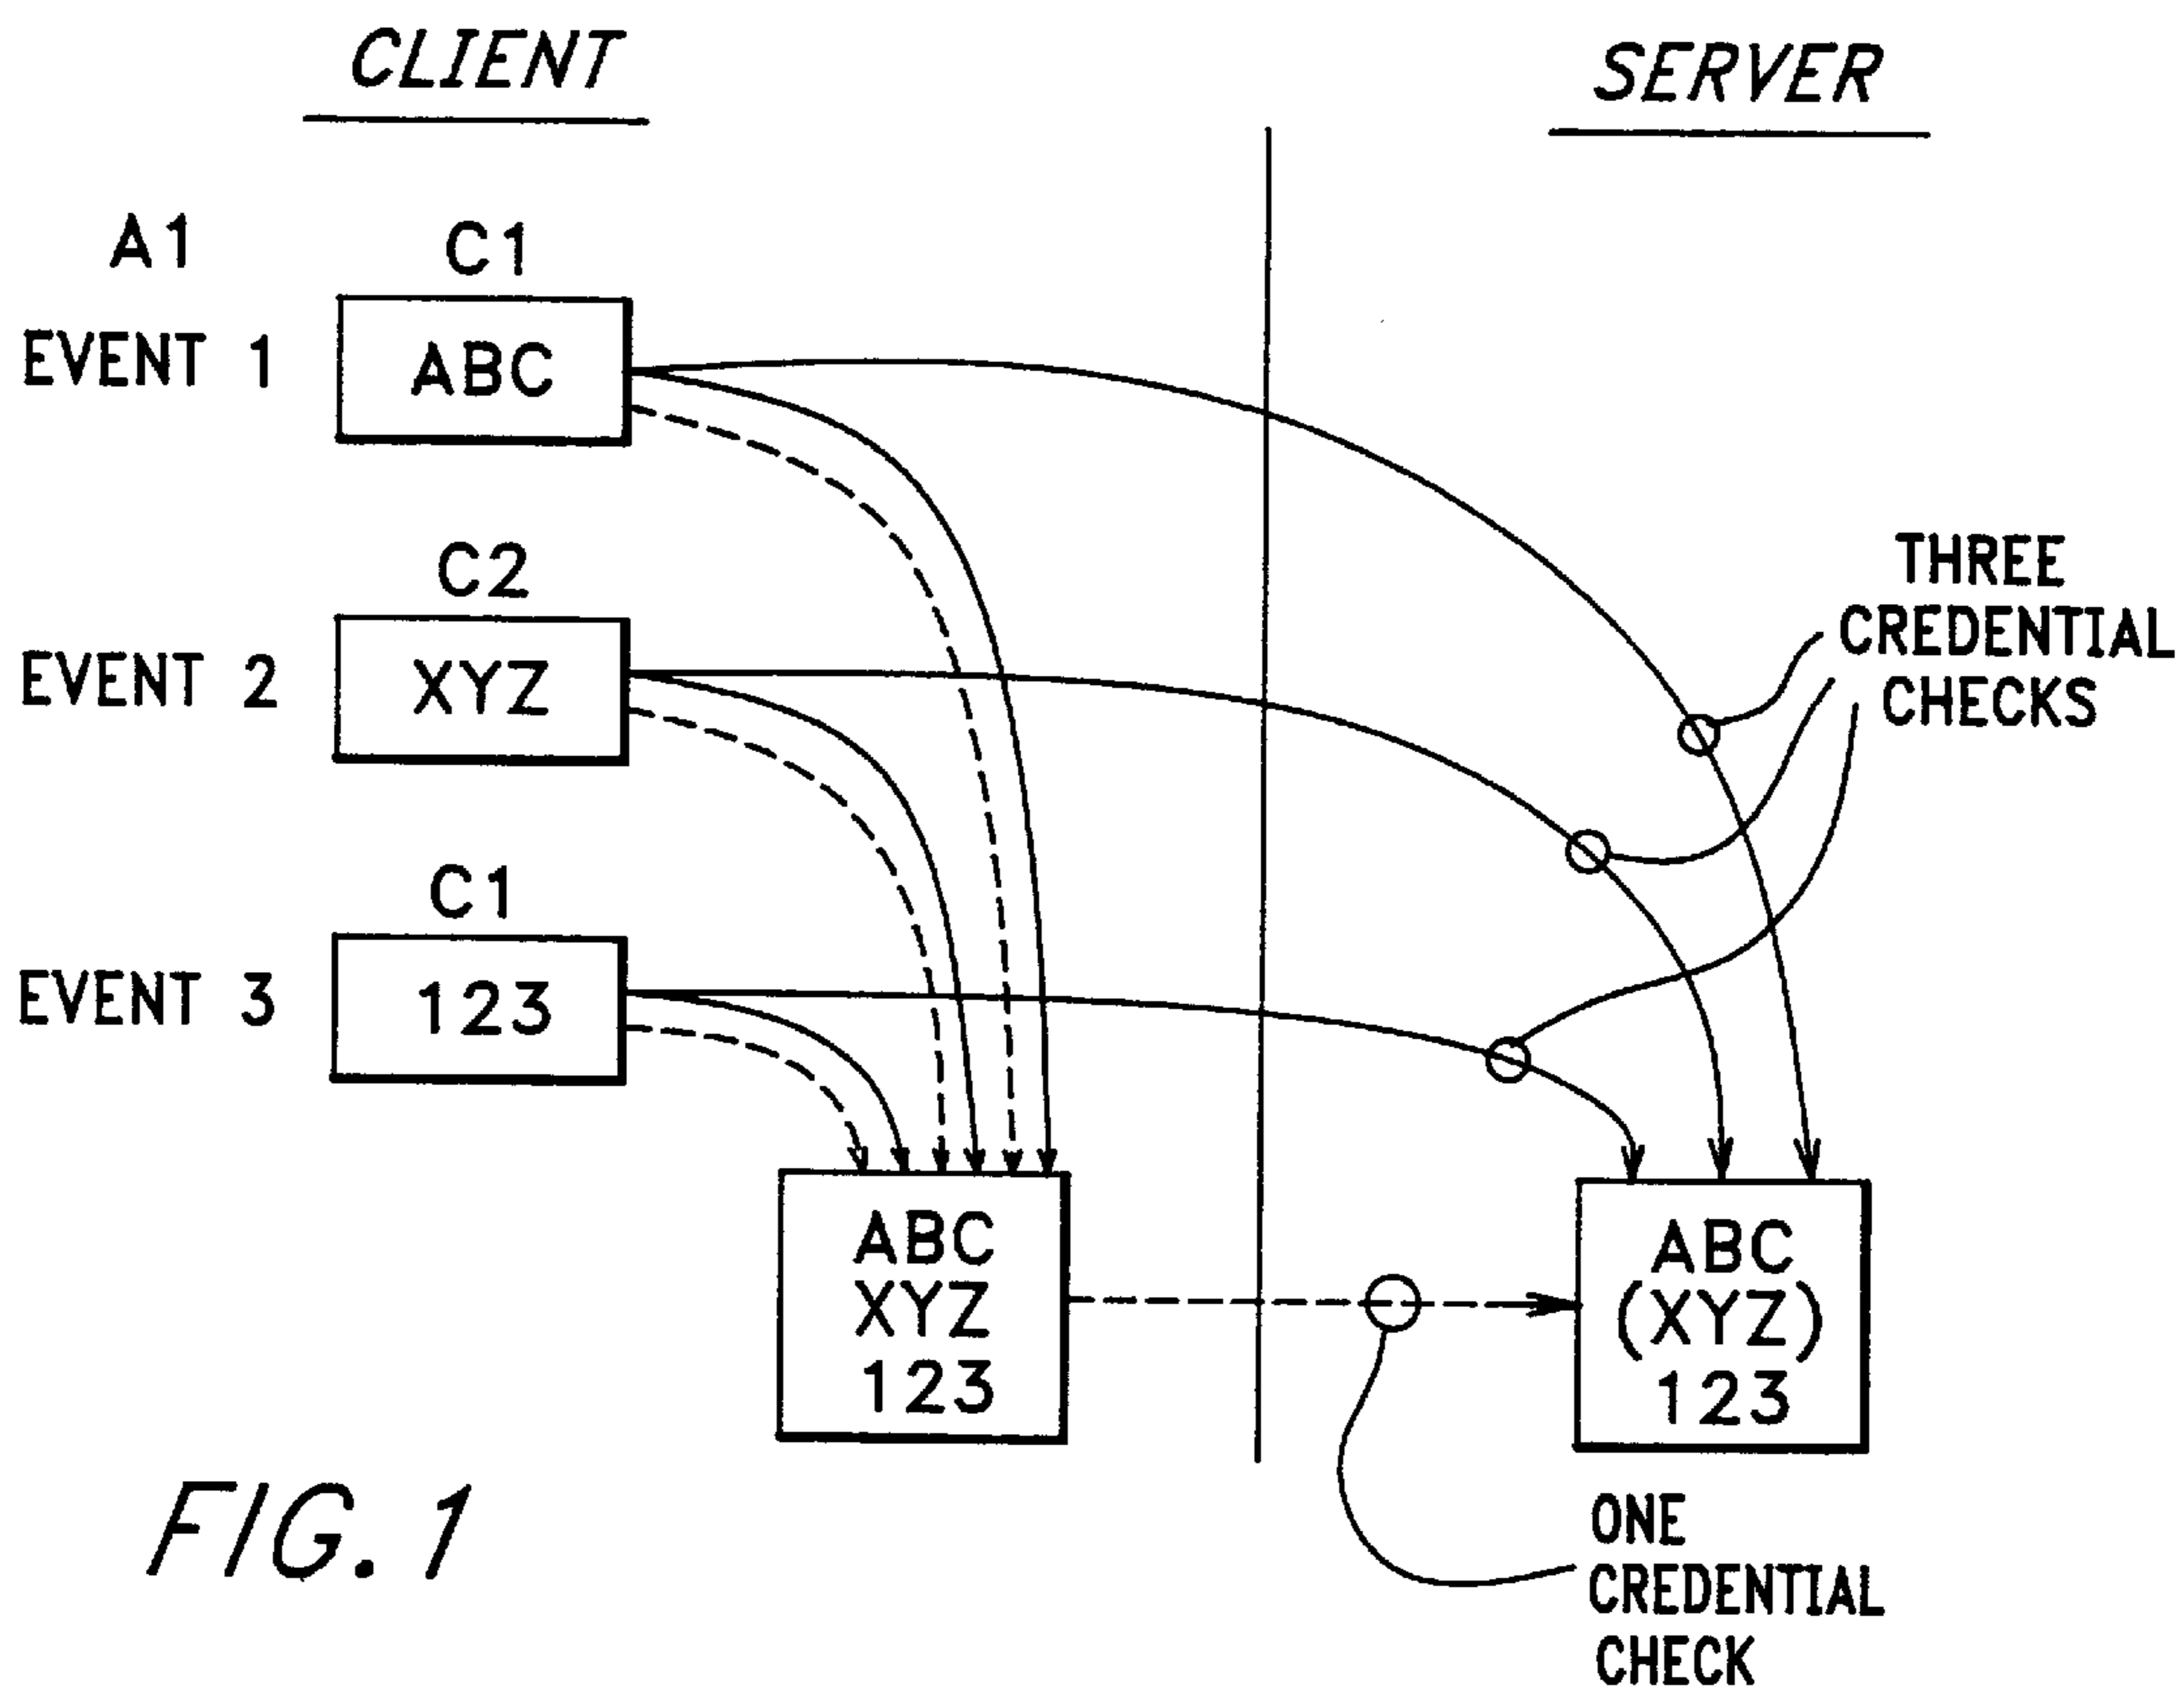 CLIENT
SERVER
A1
C1
EVENT 1
ABC
C2
EVENT 2
XYZ
THREE
CREDENTIAL
CHECKS
C1
EVENT 3
123
ABC
XYZ
123
ABC
(XYZ)
123
ONE
CREDENTIAL
CHECK
FIG. 1